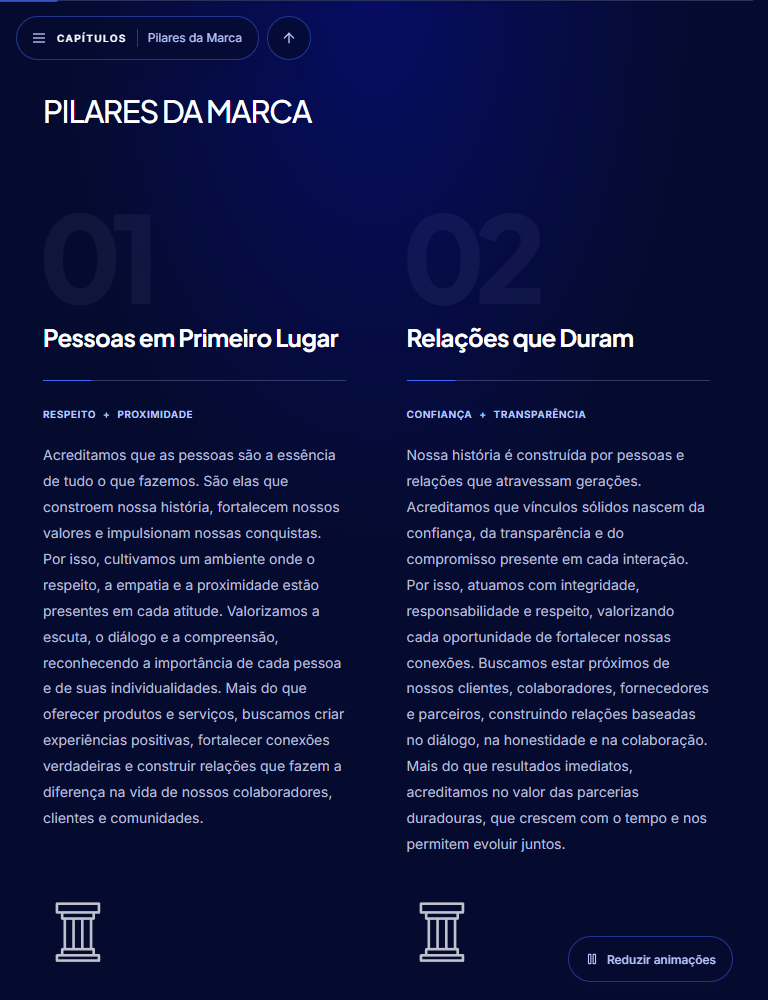 CAPÍTULOS Pilares da Marca
PILARES DA MARCA
01
Pessoas em Primeiro Lugar
RESPEITO + PROXIMIDADE
Acreditamos que as pessoas são a essência
de tudo o que fazemos. São elas que
constroem nossa história, fortalecem nossos
valores e impulsionam nossas conquistas.
Por isso, cultivamos um ambiente onde o
respeito, a empatia e a proximidade estão
presentes em cada atitude. Valorizamos a
escuta, o diálogo e a compreensão,
reconhecendo a importância de cada pessoa
e de suas individualidades. Mais do que
oferecer produtos e serviços, buscamos criar
experiências positivas, fortalecer conexões
verdadeiras e construir relações que fazem a
diferença na vida de nossos colaboradores,
clientes e comunidades.
02
Relações que Duram
CONFIANÇA + TRANSPARÊNCIA
Nossa história é construída por pessoas e
relações que atravessam gerações.
Acreditamos que vínculos sólidos nascem da
confiança, da transparência e do
compromisso presente em cada interação.
Por isso, atuamos com integridade,
responsabilidade e respeito, valorizando
cada oportunidade de fortalecer nossas
conexões. Buscamos estar próximos de
nossos clientes, colaboradores, fornecedores
e parceiros, construindo relações baseadas
no diálogo, na honestidade e na colaboração.
Mais do que resultados imediatos,
acreditamos no valor das parcerias
duradouras, que crescem com o tempo e nos
permitem evoluir juntos.
Reduzir animações